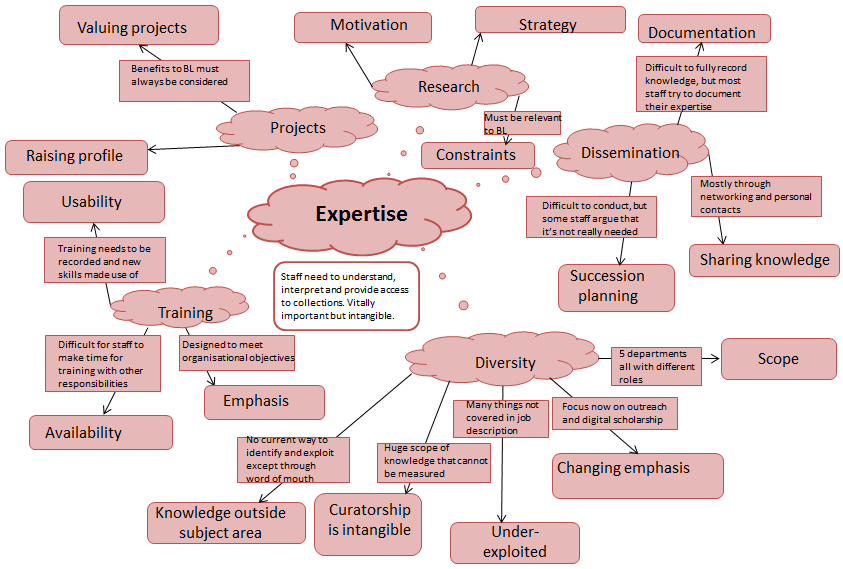 Valuing projects
Motivation
Strategy
Documentation
Benefits to BL must
always be considered
Research
Difficult to fully record
knowledge, but most
staff try to document
their expertise
Projects
Must be relevant
to BL
Raising profile
Constraints
Dissemination
Usability
Expertise
Mostly through
networking and personal
contacts
Difficult to conduct, but
some staff argue that
it's not really needed
Training needs to be
recorded and new
skills made use of
Sharing knowledge
Staff need to understand,
interpret and provide access
to collections. Vitally
important but intangible.
Succession
planning
Training
Difficult for staff to
make time for
training with other
responsibilities
Designed to meet
organisational objectives
Diversity
5 departments
all with different
roles
Scope
Emphasis
Many things not
covered in job
description
Focus now on outreach
and digital scholarship
Availability
No current way to
identify and exploit
except through
word of mouth
Huge scope of
knowledge that cannot
be measured
Changing emphasis
Knowledge outside
subject area
Curatorship
is intangible
Under-
exploited